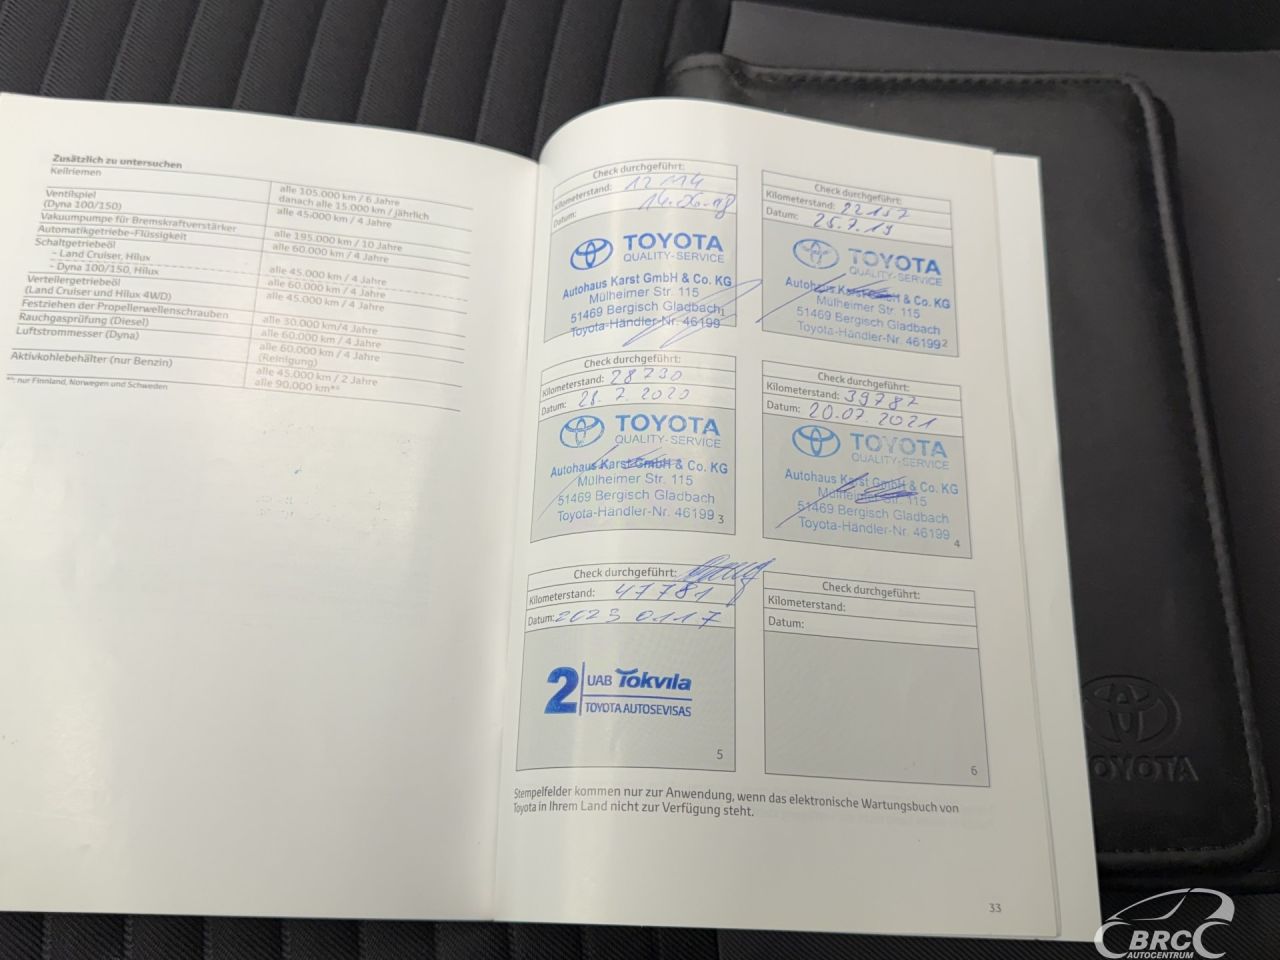 Zusätzlich zu untersuchen
Keilriemen
alle 105.000 km / 6 Jahre
danach alle 15.000 km / jährlich
Ventilspiel
(Dyna 100/150)
alle 45.000 km / 4 Jahre
Vakuumpumpe für Bremskraftverstärker
alle 195.000 km / 10 Jahre
Automatikgetriebe-Flüssigkeit
alle 60.000 km / 4 Jahre
Schaltgetriebeöl
- Land Cruiser, Hilux
alle 45.000 km / 4 Jahre
- Dyna 100/150, Hilux
alle 60.000 km / 4 Jahre
Verteilergetriebeöl
(Land Cruiser und Hilux 4WD)
alle 45.000 km / 4 Jahre
Festziehen der Propellerwellenschrauben
alle 30.000 km/4 Jahre
Rauchgasprüfung (Diesel)
alle 60.000 km / 4 Jahre
Luftstrommesser (Dyna)
alle 60.000 km / 4 Jahre
(Reinigung)
Aktivkohlebehälter (nur Benzin)
alle 45.000 km / 2 Jahre
alle 90.000 km*⁵
*⁵: nur Finnland, Norwegen und Schweden
Check durchgeführt:
Kilometerstand: 12114
Datum: 14.06.18
TOYOTA
QUALITY-SERVICE
Autohaus Karst GmbH & Co. KG
Mülheimer Str. 115
51469 Bergisch Gladbach
Toyota-Händler-Nr. 46199
1
Check durchgeführt:
Kilometerstand: 22157
Datum: 25.7.19
TOYOTA
QUALITY-SERVICE
Autohaus Karst GmbH & Co. KG
Mülheimer Str. 115
51469 Bergisch Gladbach
Toyota-Händler-Nr. 46199
2
Check durchgeführt:
Kilometerstand: 28730
Datum: 28.7.2020
TOYOTA
QUALITY-SERVICE
Autohaus Karst GmbH & Co. KG
Mülheimer Str. 115
51469 Bergisch Gladbach
Toyota-Händler-Nr. 46199
3
Check durchgeführt:
Kilometerstand: 39787
Datum: 20.07.2021
TOYOTA
QUALITY-SERVICE
Autohaus Karst GmbH & Co. KG
Mülheimer Str. 115
51469 Bergisch Gladbach
Toyota-Händler-Nr. 46199
4
Check durchgeführt:
Kilometerstand: 47781
Datum: 2023 01 17
2 UAB Tokvila
TOYOTA AUTOSEVISAS
5
Check durchgeführt:
Kilometerstand:
Datum:
6
Stempelfelder kommen nur zur Anwendung, wenn das elektronische Wartungsbuch von
Toyota in Ihrem Land nicht zur Verfügung steht.
33
TOYOTA
BRC
AUTOCENTRUM